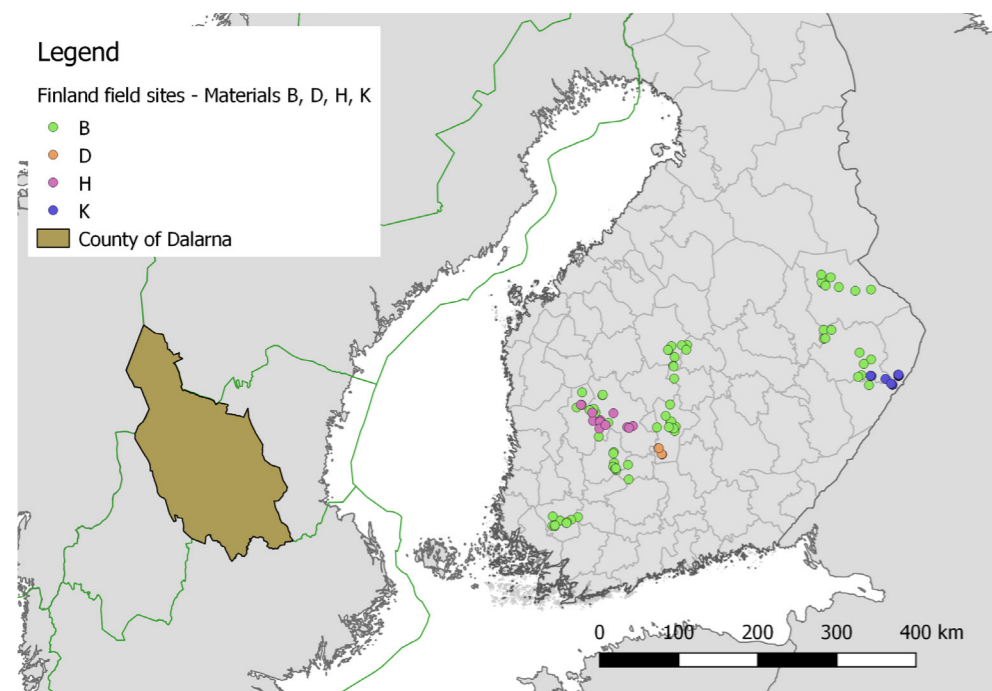 Legend
Finland field sites - Materials B, D, H, K
B
D
H
K
County of Dalarna
0 100 200 300 400 km